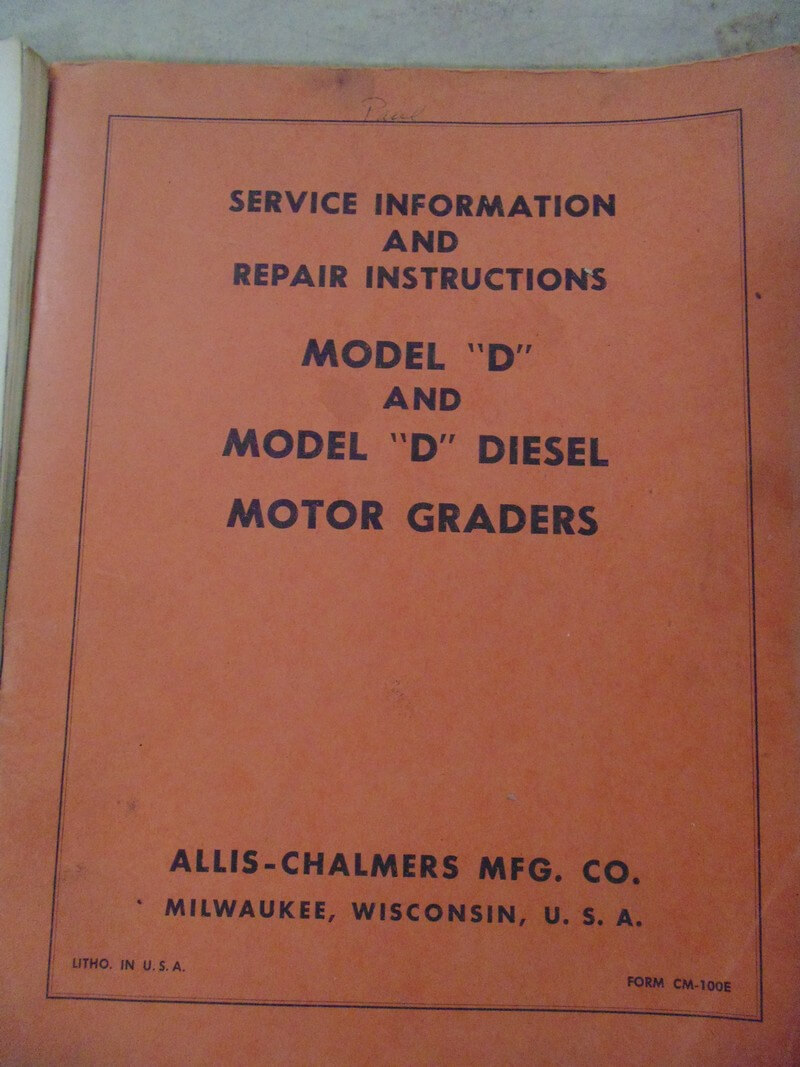 Paul
SERVICE INFORMATION
AND
REPAIR INSTRUCTIONS
MODEL "D"
AND
MODEL "D" DIESEL
MOTOR GRADERS
ALLIS-CHALMERS MFG. CO.
MILWAUKEE, WISCONSIN, U. S. A.
LITHO. IN U. S. A.
FORM CM-100E